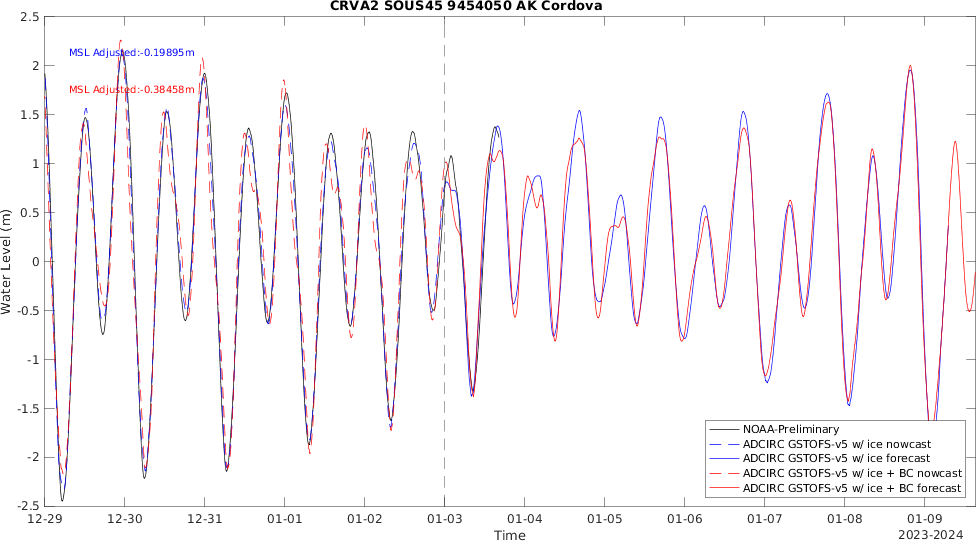 CRVA2 SOUS45 9454050 AK Cordova
2.5
2
1.5
1
0.5
0
-0.5
-1
-1.5
-2
-2.5
Water Level (m)
MSL Adjusted:-0.19895m
MSL Adjusted:-0.38458m
NOAA-Preliminary
ADCIRC GSTOFS-v5 w/ ice nowcast
ADCIRC GSTOFS-v5 w/ ice forecast
ADCIRC GSTOFS-v5 w/ ice + BC nowcast
ADCIRC GSTOFS-v5 w/ ice + BC forecast
12-29 12-30 12-31 01-01 01-02 01-03 01-04 01-05 01-06 01-07 01-08 01-09
Time
2023-2024